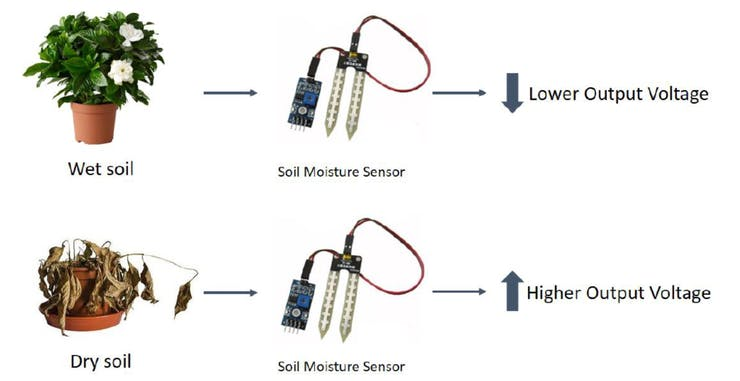 Lower Output Voltage
Wet soil
Soil Moisture Sensor
Higher Output Voltage
Dry soil
Soil Moisture Sensor